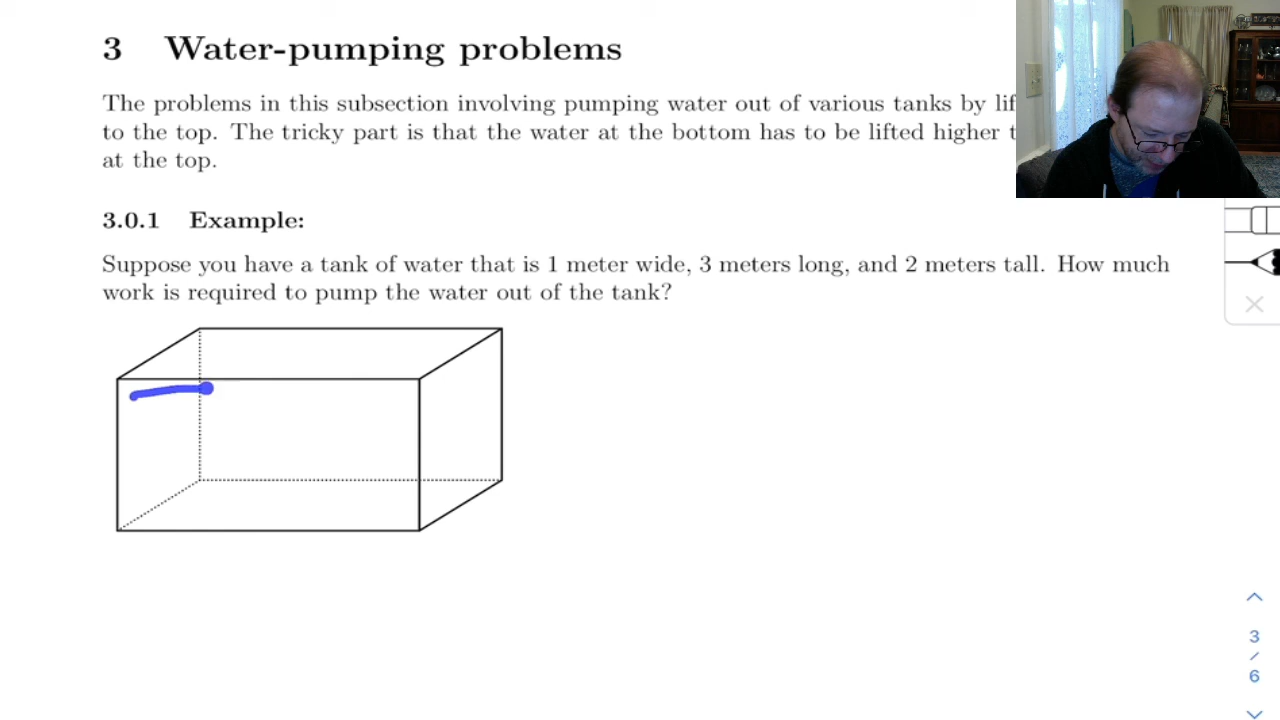 3 Water-pumping problems
The problems in this subsection involving pumping water out of various tanks by
to the top. The tricky part is that the water at the bottom has to be lifted higher
at the top.
3.0.1 Example:
Suppose you have a tank of water that is 1 meter wide, 3 meters long, and 2 meters tall. How much
work is required to pump the water out of the tank?
3
/
6